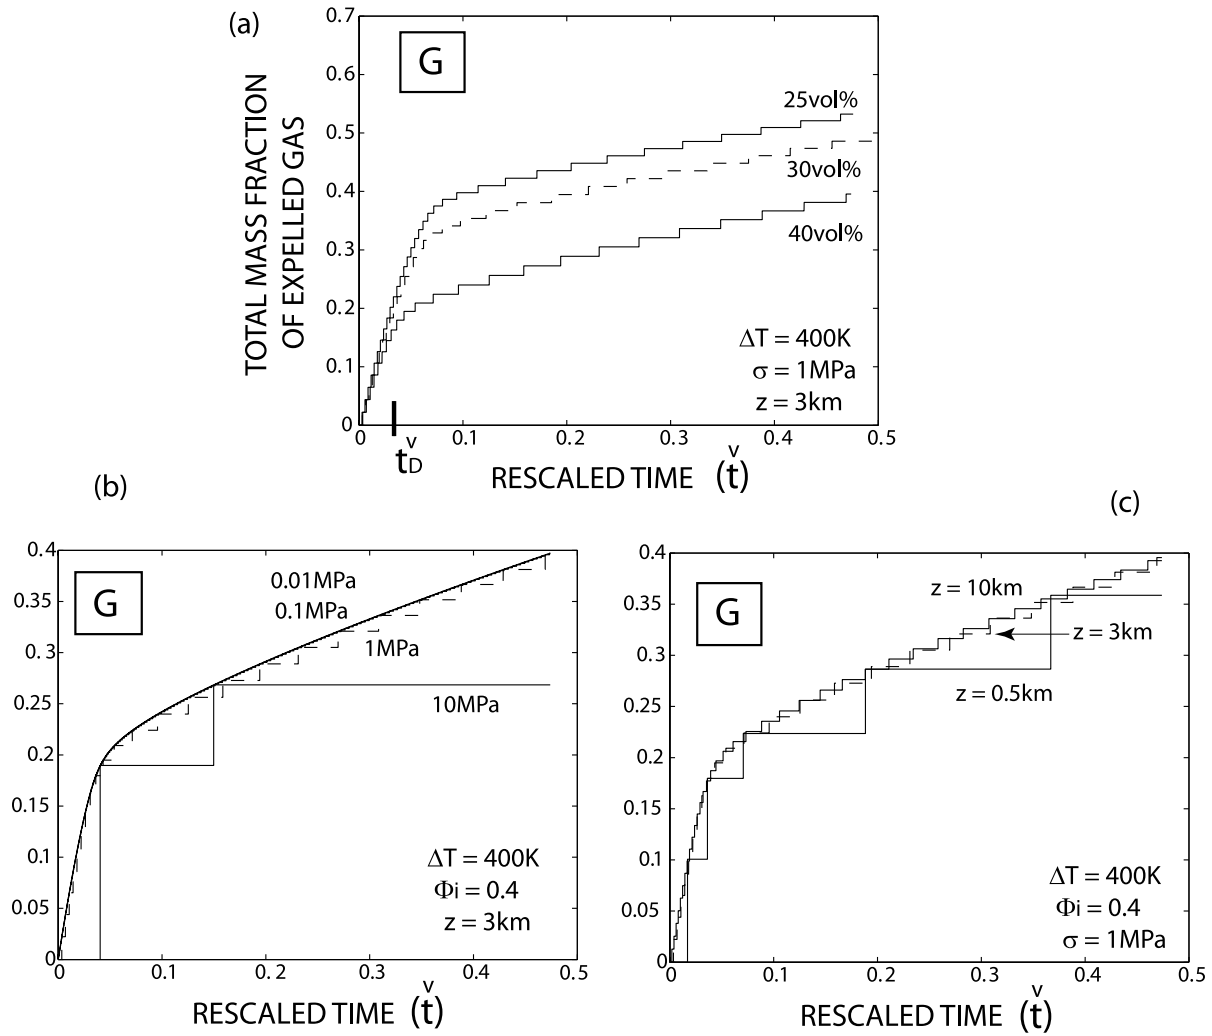 (a)
G
TOTAL MASS FRACTION
OF EXPELLED GAS
0.7
0.6
0.5
0.4
0.3
0.2
0.1
0
25vol%
30vol%
40vol%
ΔT = 400K
σ = 1MPa
z = 3km
0 0.1 0.2 0.3 0.4 0.5
t̆D
RESCALED TIME (t̆)
(b)
G
0.4
0.35
0.3
0.25
0.2
0.15
0.1
0.05
0
0.01MPa
0.1MPa
1MPa
10MPa
ΔT = 400K
Φi = 0.4
z = 3km
0 0.1 0.2 0.3 0.4 0.5
RESCALED TIME (t̆)
(c)
G
0.4
0.35
0.3
0.25
0.2
0.15
0.1
0.05
0
z = 10km
z = 3km
z = 0.5km
ΔT = 400K
Φi = 0.4
σ = 1MPa
0 0.1 0.2 0.3 0.4 0.5
RESCALED TIME (t̆)